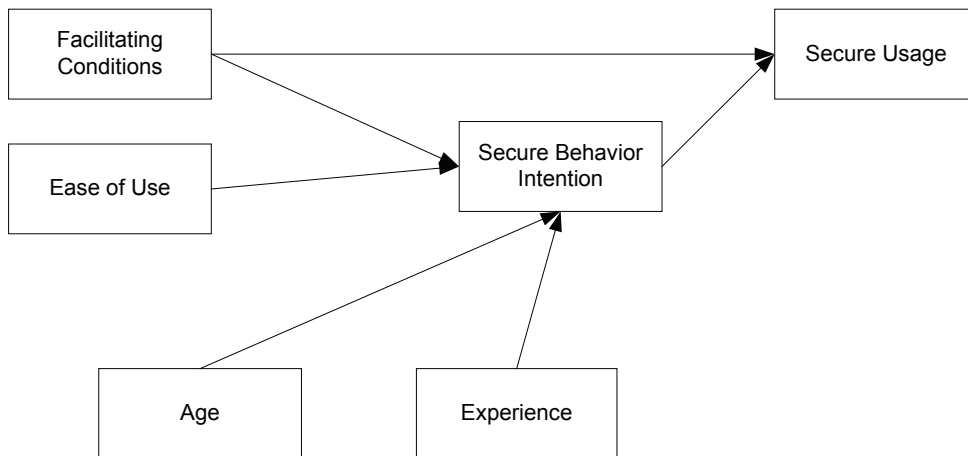 Facilitating
Conditions
Secure Usage
Secure Behavior
Intention
Ease of Use
Age
Experience